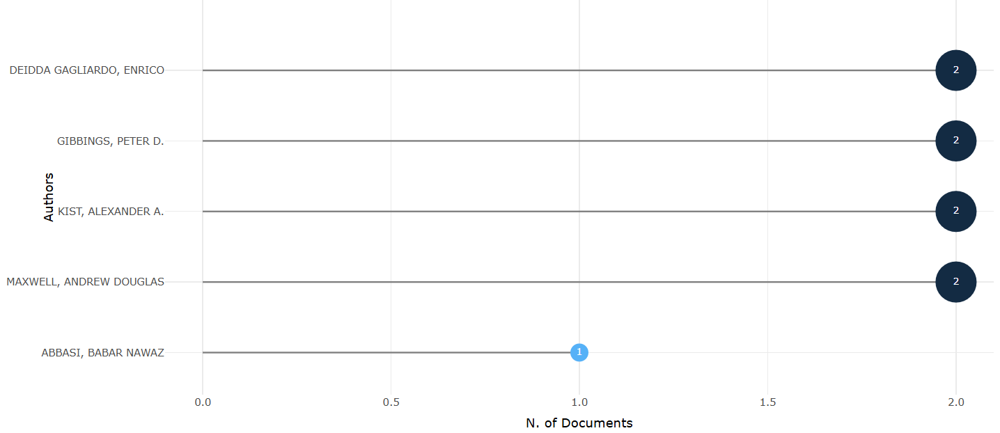 DEIDDA GAGLIARDO, ENRICO
2
GIBBINGS, PETER D.
2
Authors
KIST, ALEXANDER A.
2
MAXWELL, ANDREW DOUGLAS
2
ABBASI, BABAR NAWAZ
1
0.0 0.5 1.0 1.5 2.0
N. of Documents